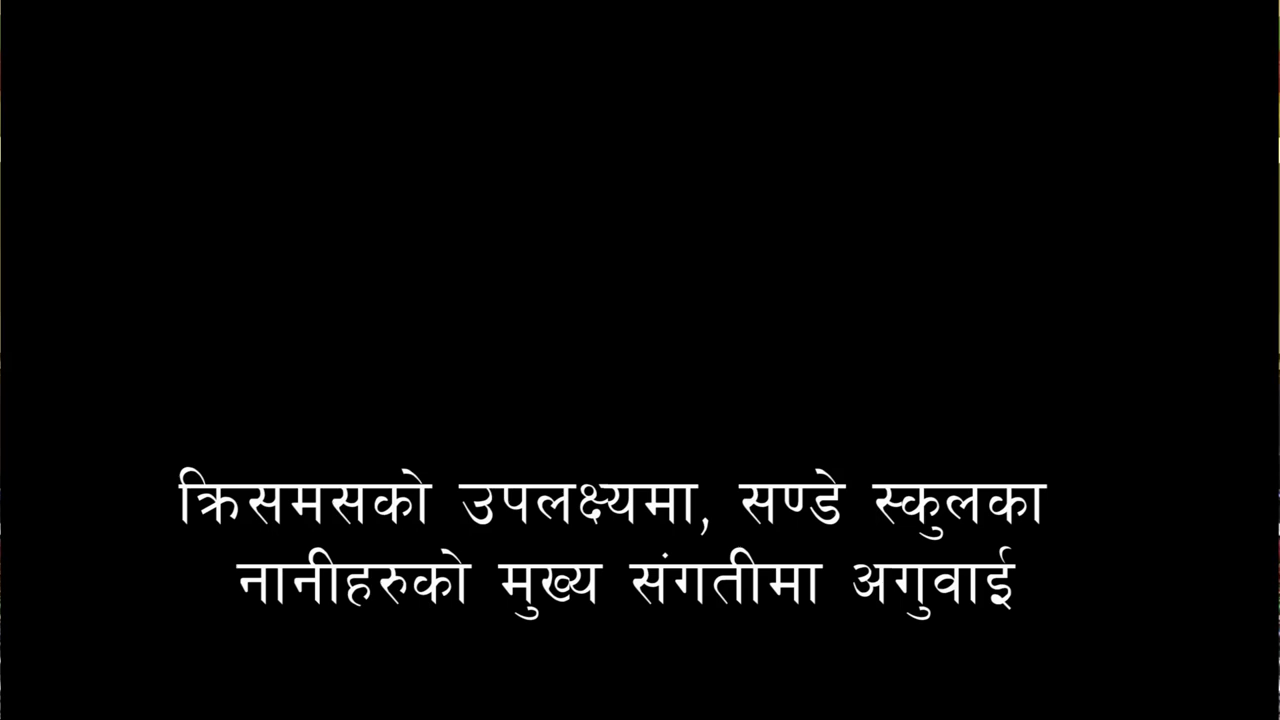 क्रिसमसको उपलक्ष्यमा, सण्डे स्कुलका
नानीहरुको मुख्य संगतीमा अगुवाई